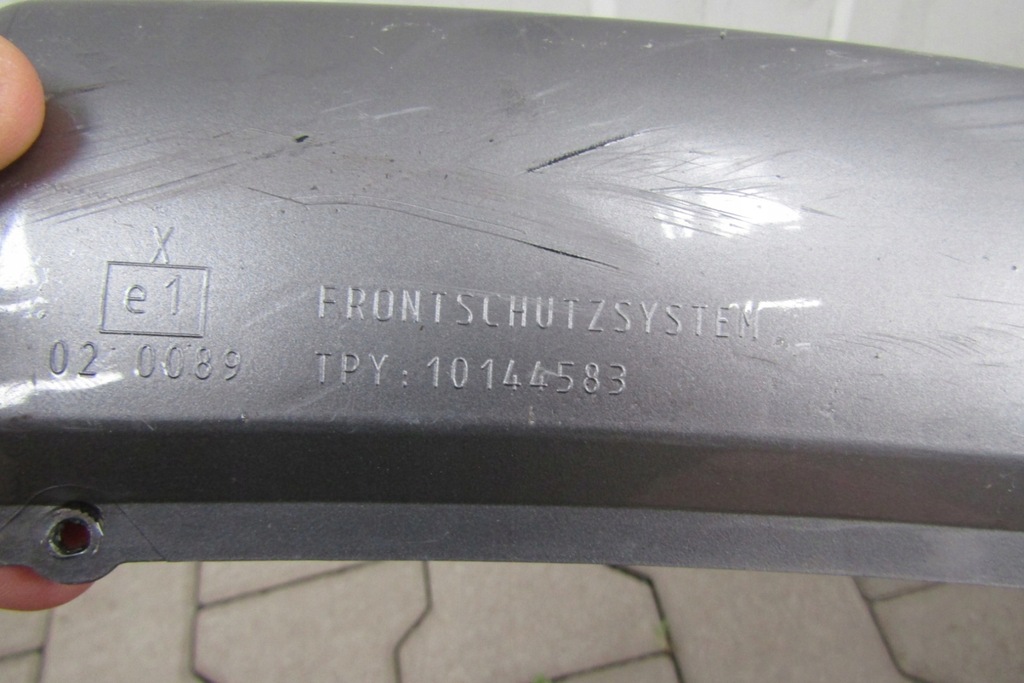 X
e1
02 0089
FRONTSCHUTZSYSTEM
TPY: 10144583